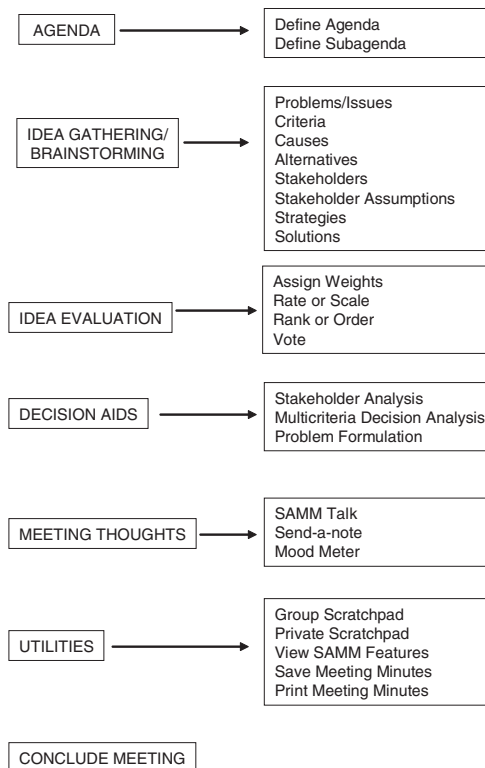 AGENDA
Define Agenda
Define Subagenda
IDEA GATHERING/
BRAINSTORMING
Problems/Issues
Criteria
Causes
Alternatives
Stakeholders
Stakeholder Assumptions
Strategies
Solutions
IDEA EVALUATION
Assign Weights
Rate or Scale
Rank or Order
Vote
DECISION AIDS
Stakeholder Analysis
Multicriteria Decision Analysis
Problem Formulation
MEETING THOUGHTS
SAMM Talk
Send-a-note
Mood Meter
UTILITIES
Group Scratchpad
Private Scratchpad
View SAMM Features
Save Meeting Minutes
Print Meeting Minutes
CONCLUDE MEETING